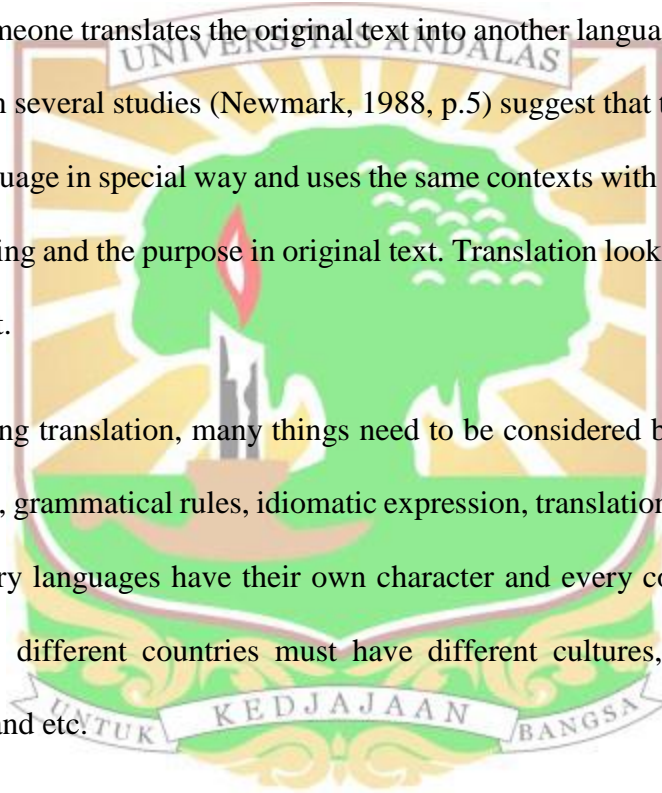 meone translates the original text into another langua
UNIVERSITAS ANDALAS
n several studies (Newmark, 1988, p.5) suggest that t
uage in special way and uses the same contexts with
ing and the purpose in original text. Translation look
t.
ng translation, many things need to be considered b
, grammatical rules, idiomatic expression, translation
ry languages have their own character and every co
different countries must have different cultures,
UNTUK KEDJAJAAN BANGSA
and etc.